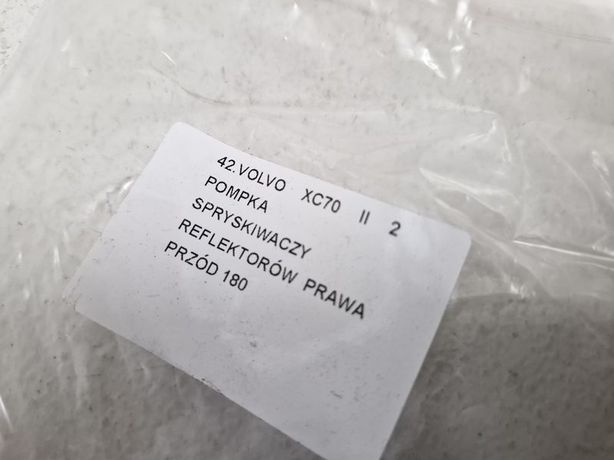 42.VOLVO XC70 II 2
POMPKA
SPRYSKIWACZY
REFLEKTORÓW PRAWA
PRZÓD 180